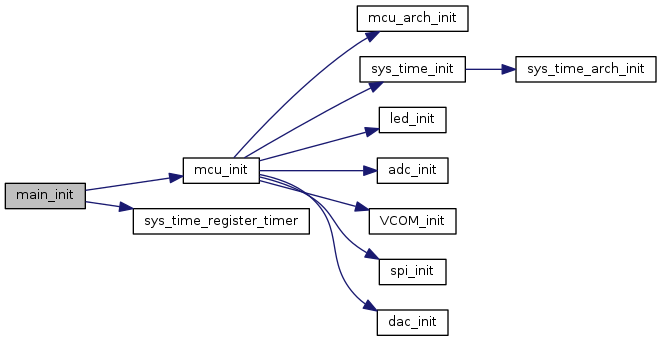 main_init
mcu_init
sys_time_register_timer
mcu_arch_init
sys_time_init
sys_time_arch_init
led_init
adc_init
VCOM_init
spi_init
dac_init